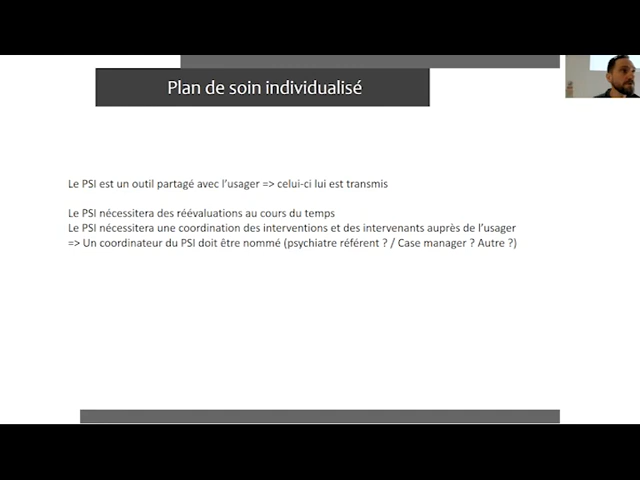 Plan de soin individualisé
Le PSI est un outil partagé avec l'usager => celui-ci lui est transmis
Le PSI nécessitera des réévaluations au cours du temps
Le PSI nécessitera une coordination des interventions et des intervenants auprès de l'usager
=> Un coordinateur du PSI doit être nommé (psychiatre référent ? / Case manager ? Autre ?)